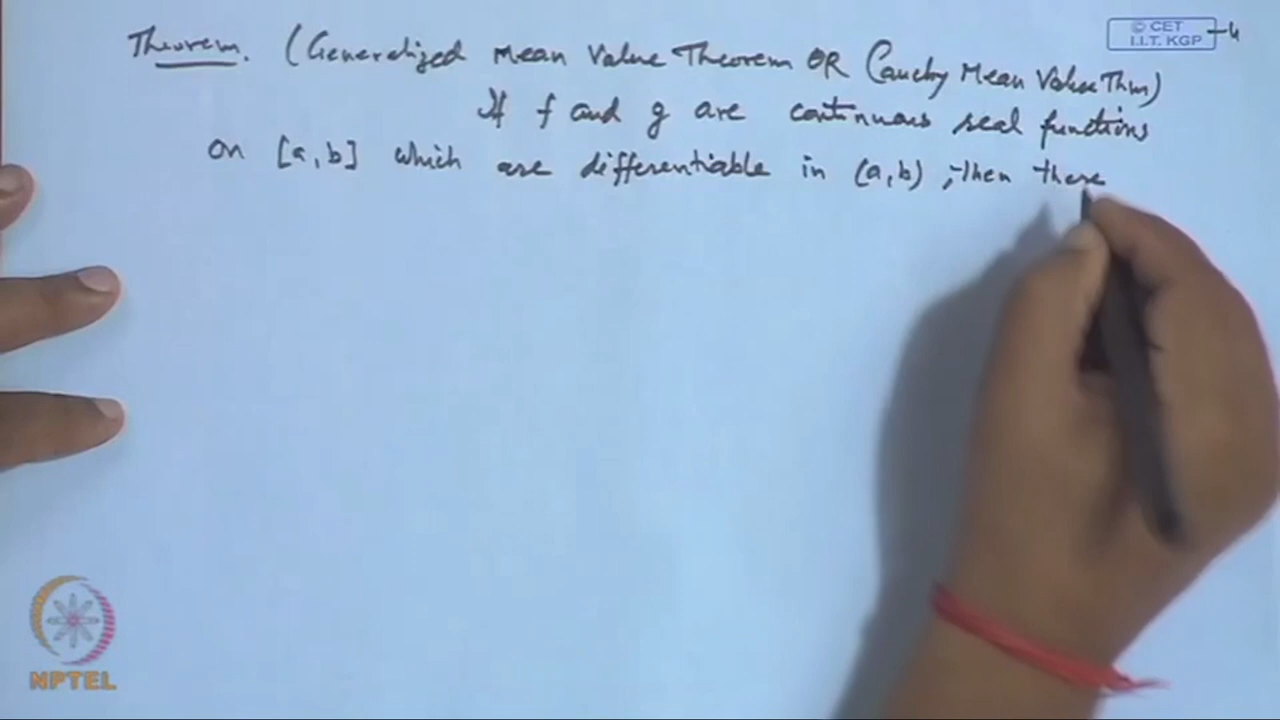 Theorem. (Generalized Mean Value Theorem OR Cauchy Mean Value Thm)
If f and g are continuous real functions
on [a,b] which are differentiable in (a,b), then there
© CET
I.I.T. KGP
-4
NPTEL